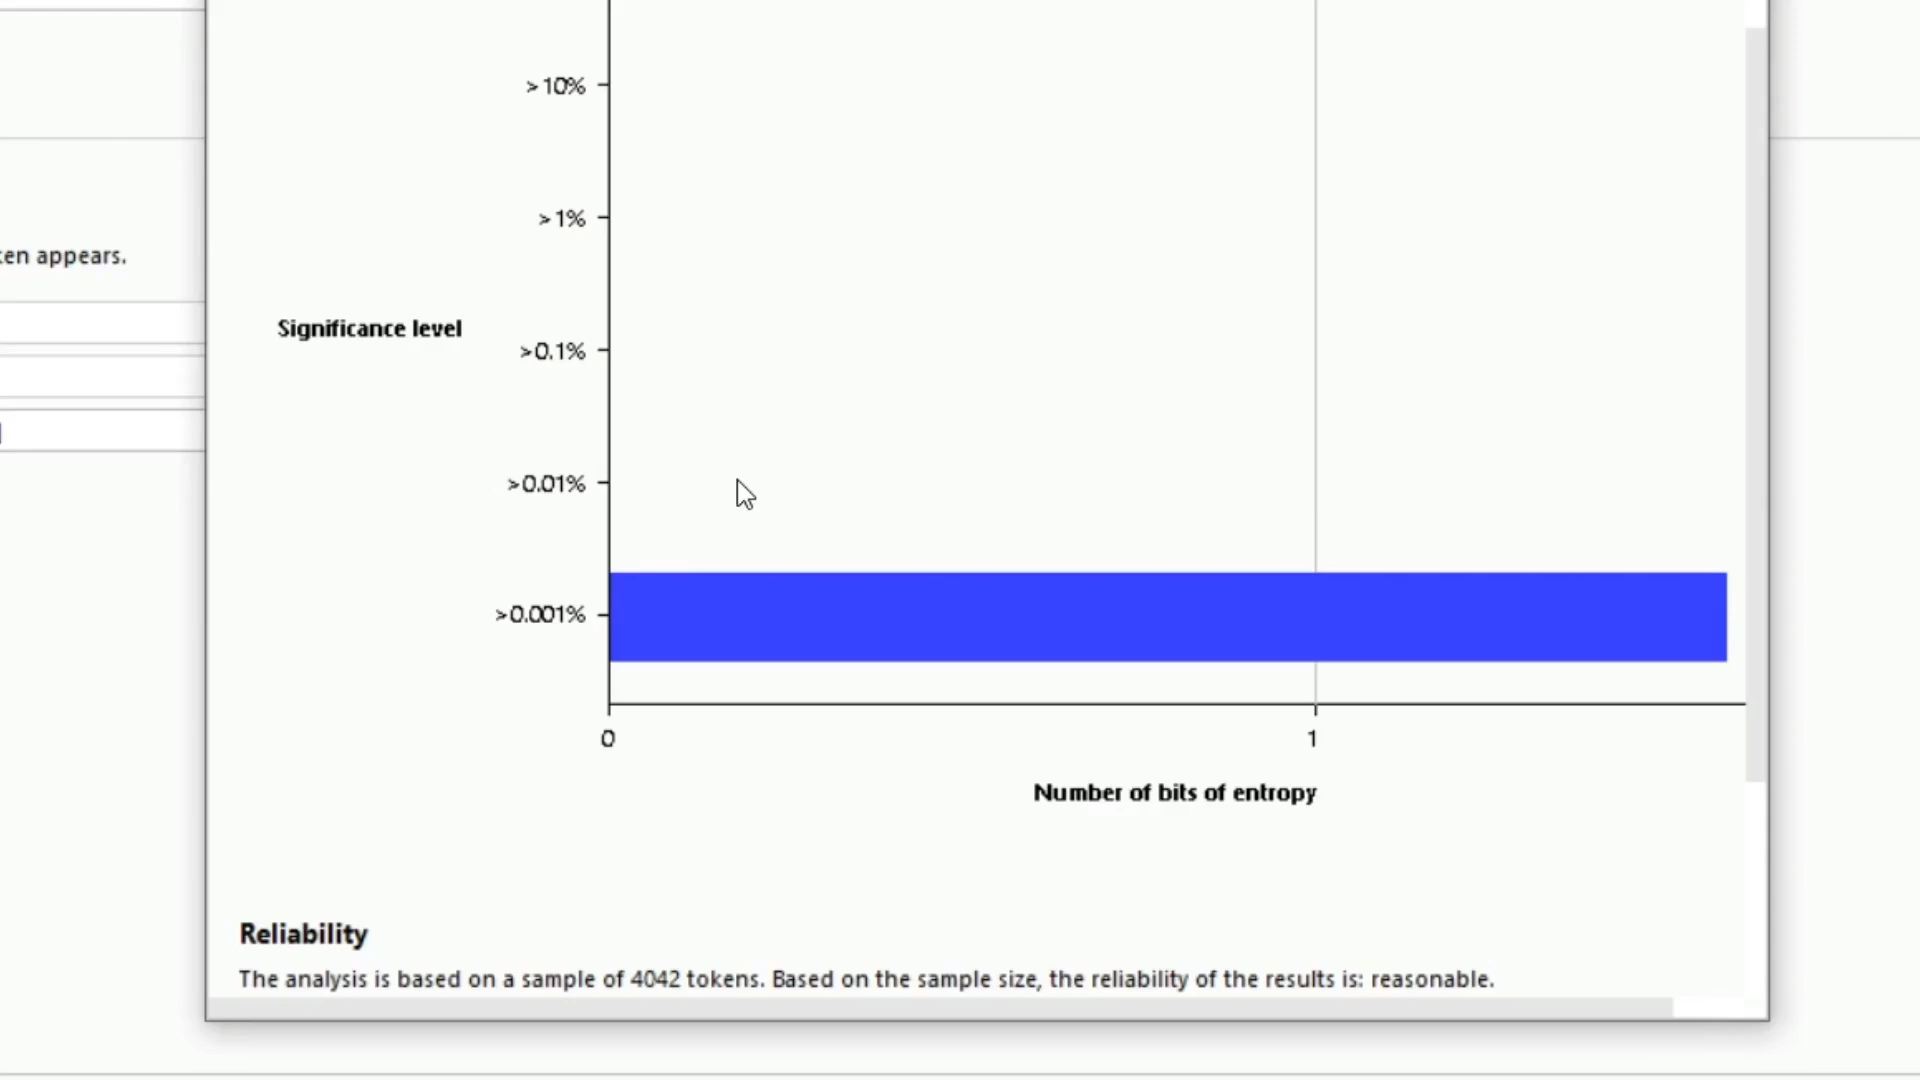 >10%
>1%
en appears.
Significance level
>0.1%
>0.01%
>0.001%
0
1
Number of bits of entropy
Reliability
The analysis is based on a sample of 4042 tokens. Based on the sample size, the reliability of the results is: reasonable.